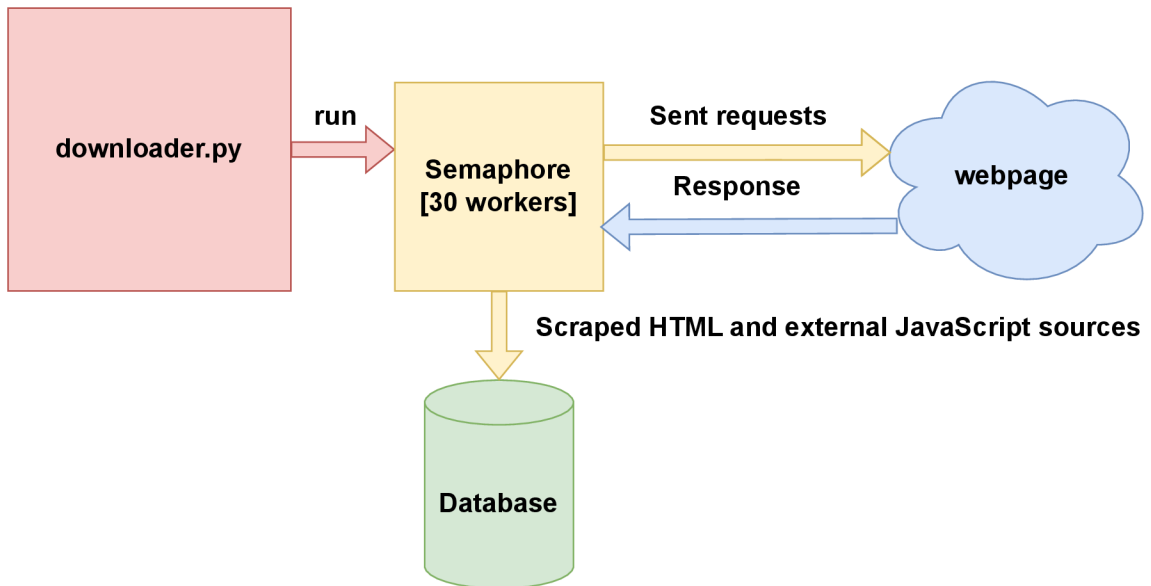 downloader.py
run
Semaphore
[30 workers]
Sent requests
Response
webpage
Scraped HTML and external JavaScript sources
Database